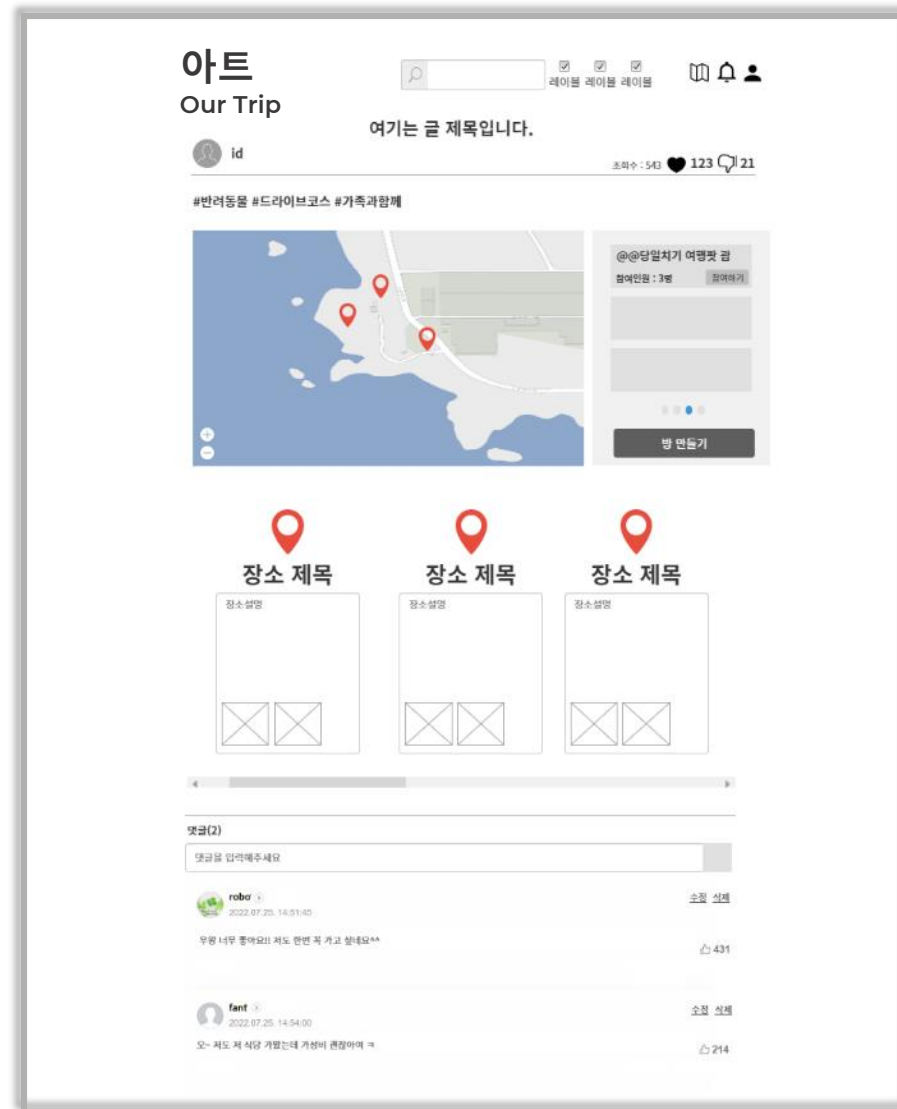 아트
Our Trip
레이블 레이블 레이블
여기는 글 제목입니다.
id
조회수 : 543 123 21
#반려동물 #드라이브코스 #가족과함께
@@당일치기 여행팟 괌
참여인원 : 3명 참여하기
방 만들기
장소 제목 장소 제목 장소 제목
장소설명 장소설명 장소설명
댓글(2)
댓글을 입력해주세요
robo 수정 삭제
2022.07.25. 14:51:45
우왕 너무 좋아요!! 저도 한번 꼭 가고 싶네요^^
431
fant 수정 삭제
2022.07.25. 14:54:00
오~ 저도 저 식당 가봤는데 가성비 괜찮아여 ㅋ
214